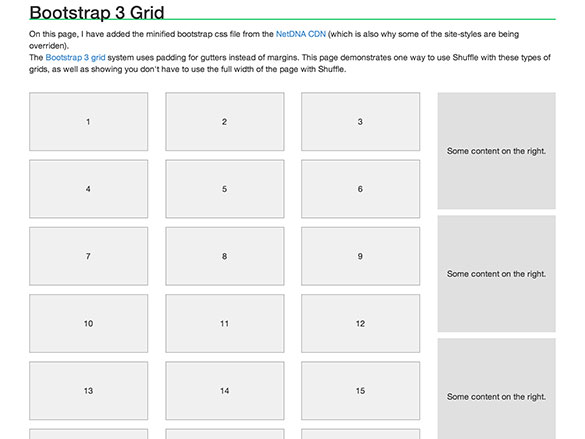 Bootstrap 3 Grid
On this page, I have added the minified bootstrap css file from the NetDNA CDN (which is also why some of the site-styles are being
overriden).
The Bootstrap 3 grid system uses padding for gutters instead of margins. This page demonstrates one way to use Shuffle with these types of
grids, as well as showing you don't have to use the full width of the page with Shuffle.
1
2
3
Some content on the right.
4
5
6
7
8
9
Some content on the right.
10
11
12
13
14
15
Some content on the right.